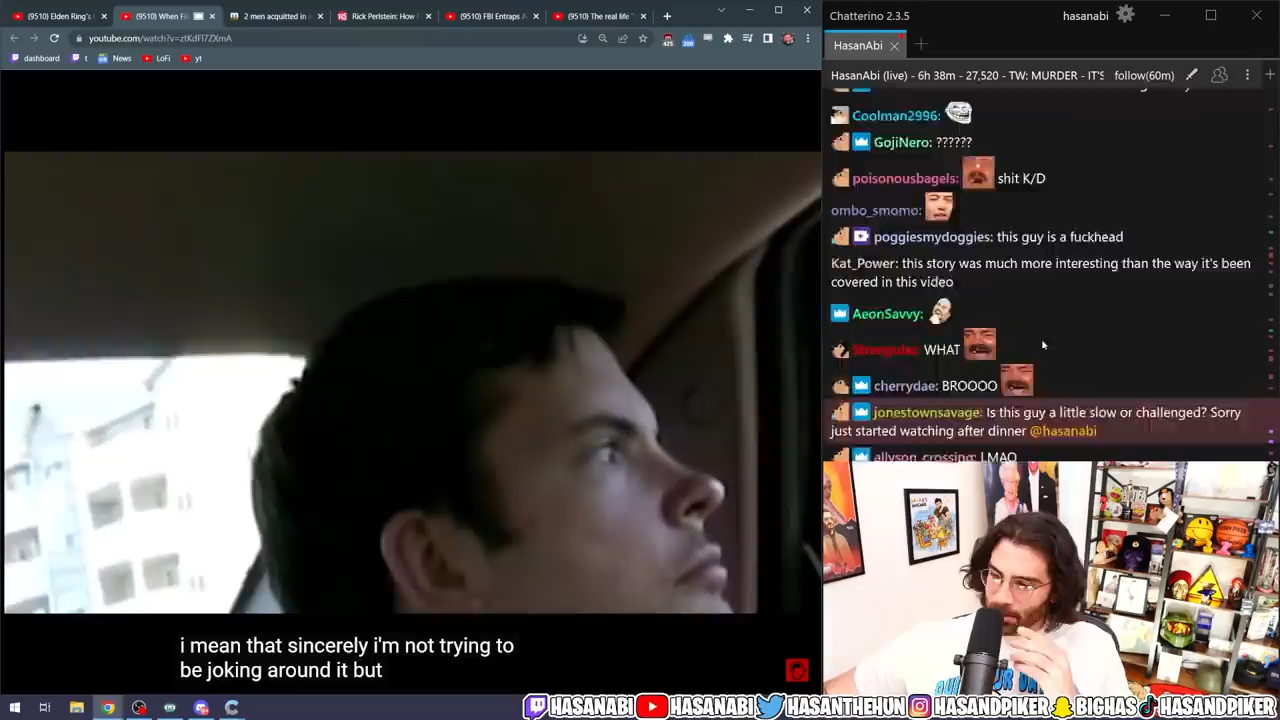 (9510) Elden Ring's
(9510) When Fil
2 men acquitted in
Rick Perlstein: How
(9510) FBI Entraps A
(9510) The real life
youtube.com/watch?v=ztKdFl7ZXmA
425
200
dashboard
t
News
LoFi
yt
i mean that sincerely i'm not trying to
be joking around it but
Chatterino 2.3.5
hasanabi
HasanAbi
HasanAbi (live) - 6h 38m - 27,520 - TW: MURDER - IT'S
follow(60m)
Coolman2996:
GojiNero: ??????
poisonousbagels: shit K/D
ombo_smomo:
poggiesmydoggies: this guy is a fuckhead
Kat_Power: this story was much more interesting than the way it's been
covered in this video
AeonSavvy:
WHAT
cherrydae: BROOOO
jonestownsavage: Is this guy a little slow or challenged? Sorry
just started watching after dinner @hasanabi
allyson_crossing: LMAO
HASANABI HASANABI HASANTHEHUN HASANDPIKER BIGHAS HASANDPIKER